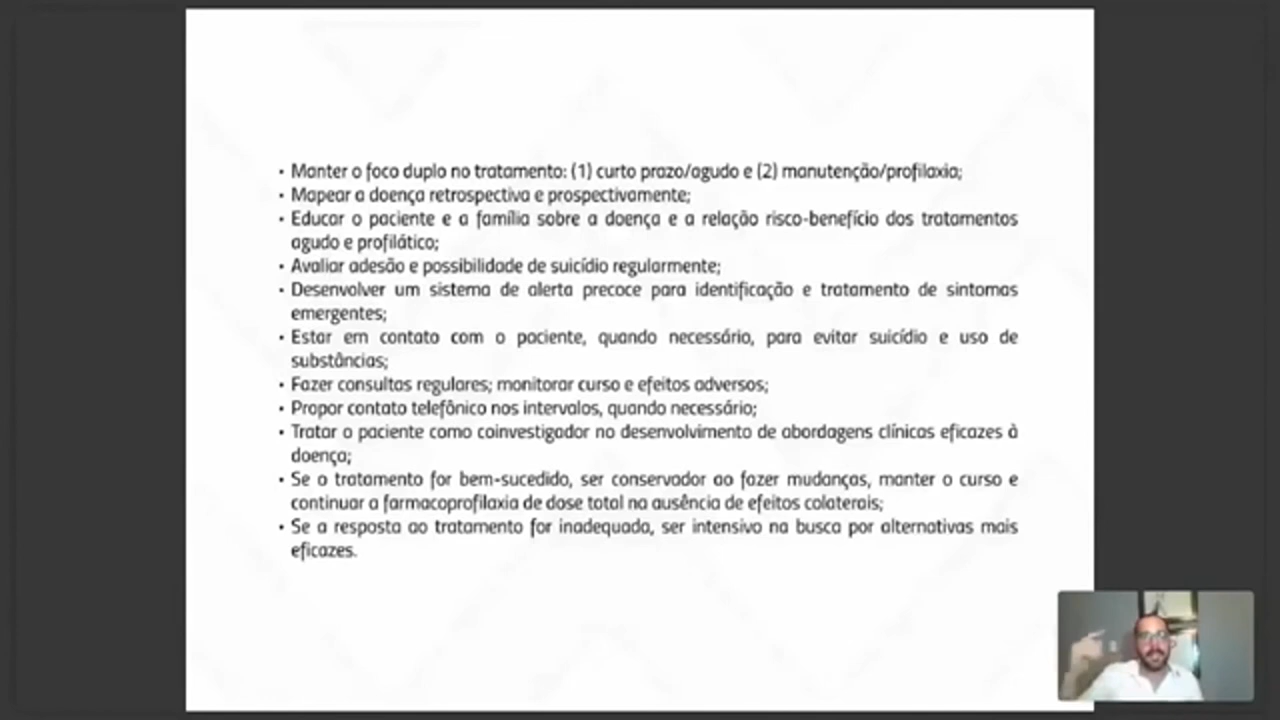 • Manter o foco duplo no tratamento: (1) curto prazo/agudo e (2) manutenção/profilaxia;
• Mapear a doença retrospectiva e prospectivamente;
• Educar o paciente e a família sobre a doença e a relação risco-benefício dos tratamentos
agudo e profilático;
• Avaliar adesão e possibilidade de suicídio regularmente;
• Desenvolver um sistema de alerta precoce para identificação e tratamento de sintomas
emergentes;
• Estar em contato com o paciente, quando necessário, para evitar suicídio e uso de
substâncias;
• Fazer consultas regulares; monitorar curso e efeitos adversos;
• Propor contato telefônico nos intervalos, quando necessário;
• Tratar o paciente como coinvestigador no desenvolvimento de abordagens clínicas eficazes à
doença;
• Se o tratamento for bem-sucedido, ser conservador ao fazer mudanças, manter o curso e
continuar a farmacoprofilaxia de dose total na ausência de efeitos colaterais;
• Se a resposta ao tratamento for inadequada, ser intensivo na busca por alternativas mais
eficazes.